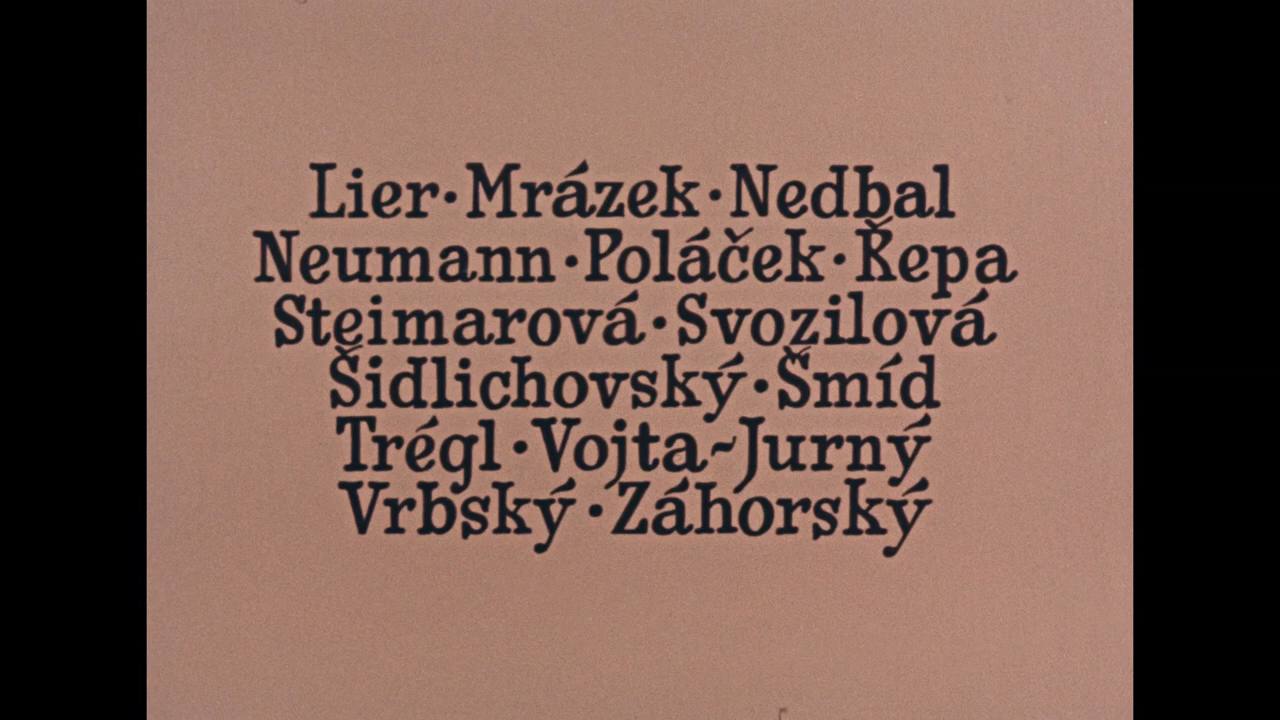 Lier·Mrázek·Nedbal
Neumann·Poláček·Řepa
Steimarová·Svozilová
Šidlichovský·Šmíd
Trégl·Vojta~Jurný
Vrbský·Záhorský